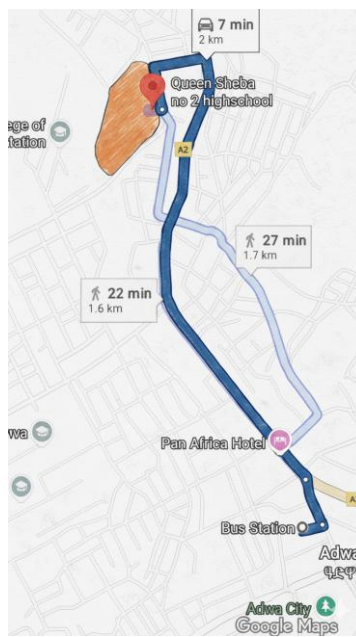 7 min
2 km
Queen Sheba
no 2 highschool
ege of
tation
A2
27 min
1.7 km
22 min
1.6 km
wa
Pan Africa Hotel
A
Bus Station
Adwa
ዓድዋ
Adwa City
Google Maps